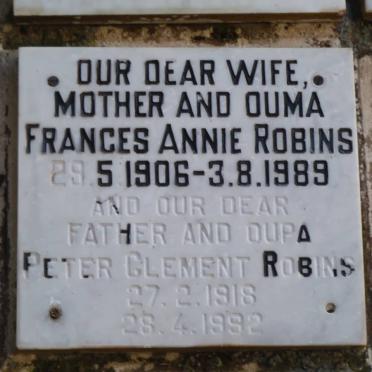 OUR DEAR WIFE,
MOTHER AND OUMA
FRANCES ANNIE ROBINS
29.5 1906-3.8.1989
AND OUR DEAR
FATHER AND OUPA
PETER CLEMENT ROBINS
27.2.1918
28.4.1992